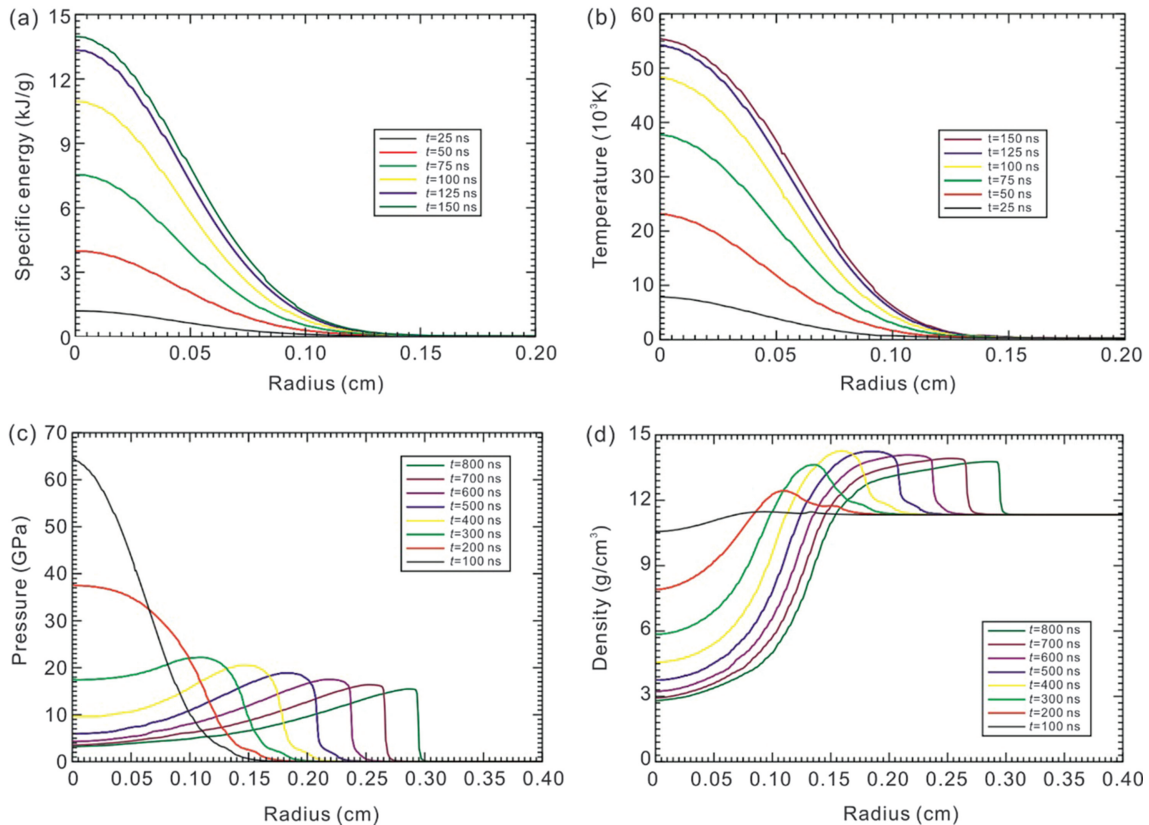 (a)
Specific energy (kJ/g)
15
12
9
6
3
0
t=25 ns
t=50 ns
t=75 ns
t=100 ns
t=125 ns
t=150 ns
0
0.05
0.10
0.15
0.20
Radius (cm)
(b)
Temperature (10³K)
60
50
40
30
20
10
0
t=150 ns
t=125 ns
t=100 ns
t=75 ns
t=50 ns
t=25 ns
0
0.05
0.10
0.15
0.20
Radius (cm)
(c)
Pressure (GPa)
70
60
50
40
30
20
10
0
t=800 ns
t=700 ns
t=600 ns
t=500 ns
t=400 ns
t=300 ns
t=200 ns
t=100 ns
0
0.05
0.10
0.15
0.20
0.25
0.30
0.35
0.40
Radius (cm)
(d)
Density (g/cm³)
15
12
9
6
3
0
t=800 ns
t=700 ns
t=600 ns
t=500 ns
t=400 ns
t=300 ns
t=200 ns
t=100 ns
0
0.05
0.10
0.15
0.20
0.25
0.30
0.35
0.40
Radius (cm)